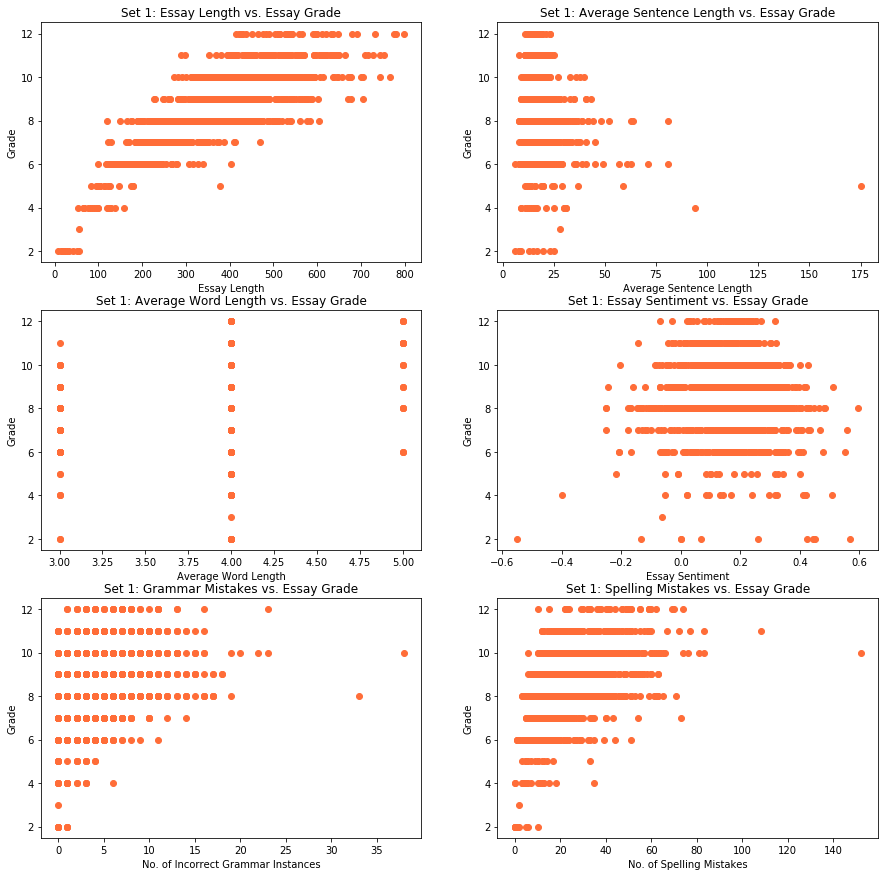 Set 1: Essay Length vs. Essay Grade
12
10
8
6
4
2
Grade
0 100 200 300 400 500 600 700 800
Essay Length
Set 1: Average Sentence Length vs. Essay Grade
12
10
8
6
4
2
Grade
0 25 50 75 100 125 150 175
Average Sentence Length
Set 1: Average Word Length vs. Essay Grade
12
10
8
6
4
2
Grade
3.00 3.25 3.50 3.75 4.00 4.25 4.50 4.75 5.00
Average Word Length
Set 1: Essay Sentiment vs. Essay Grade
12
10
8
6
4
2
Grade
−0.6 −0.4 −0.2 0.0 0.2 0.4 0.6
Essay Sentiment
Set 1: Grammar Mistakes vs. Essay Grade
12
10
8
6
4
2
Grade
0 5 10 15 20 25 30 35
No. of Incorrect Grammar Instances
Set 1: Spelling Mistakes vs. Essay Grade
12
10
8
6
4
2
Grade
0 20 40 60 80 100 120 140
No. of Spelling Mistakes